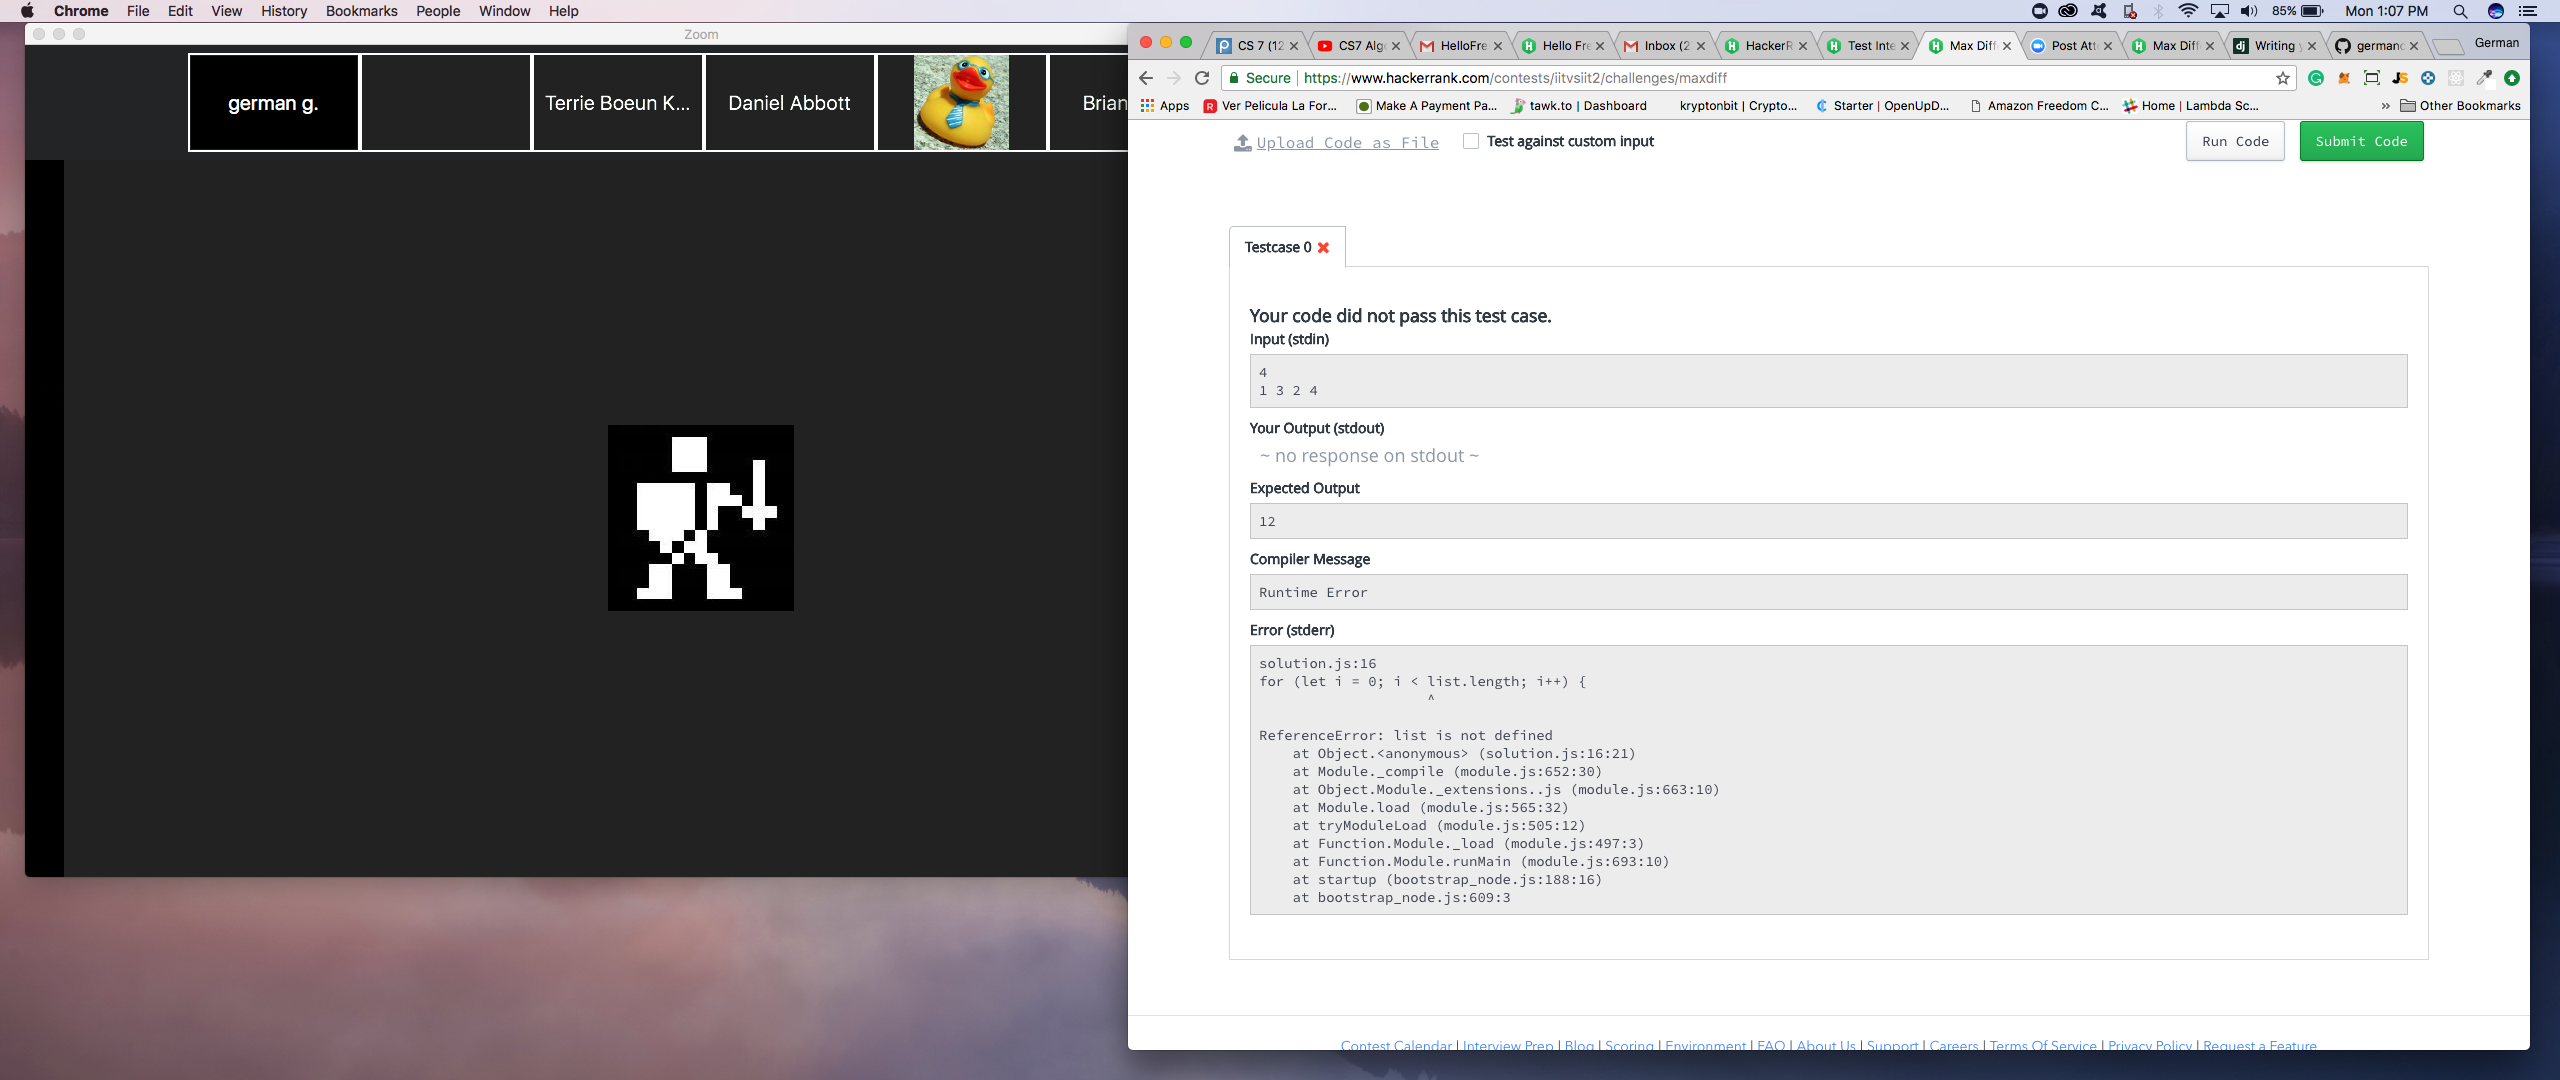 Chrome File Edit View History Bookmarks People Window Help
85% Mon 1:07 PM
Zoom
german g.
Terrie Boeun K...
Daniel Abbott
Brian
CS 7 (12
CS7 Alg
HelloFre
Hello Fre
Inbox (2
HackerR
Test Inte
Max Diff
Post Att
Max Diff
Writing
german
German
Secure | https://www.hackerrank.com/contests/iitvsiit2/challenges/maxdiff
Apps
Ver Pelicula La For...
Make A Payment Pa...
tawk.to | Dashboard
kryptonbit | Crypto...
Starter | OpenUpD...
Amazon Freedom C...
Home | Lambda Sc...
» Other Bookmarks
Upload Code as File
Test against custom input
Run Code
Submit Code
Testcase 0
Your code did not pass this test case.
Input (stdin)
4
1 3 2 4
Your Output (stdout)
~ no response on stdout ~
Expected Output
12
Compiler Message
Runtime Error
Error (stderr)
solution.js:16
for (let i = 0; i < list.length; i++) {
^
ReferenceError: list is not defined
at Object.<anonymous> (solution.js:16:21)
at Module._compile (module.js:652:30)
at Object.Module._extensions..js (module.js:663:10)
at Module.load (module.js:565:32)
at tryModuleLoad (module.js:505:12)
at Function.Module._load (module.js:497:3)
at Function.Module.runMain (module.js:693:10)
at startup (bootstrap_node.js:188:16)
at bootstrap_node.js:609:3
Contest Calendar | Interview Prep | Blog | Scoring | Environment | FAQ | About Us | Support | Careers | Terms Of Service | Privacy Policy | Request a Feature